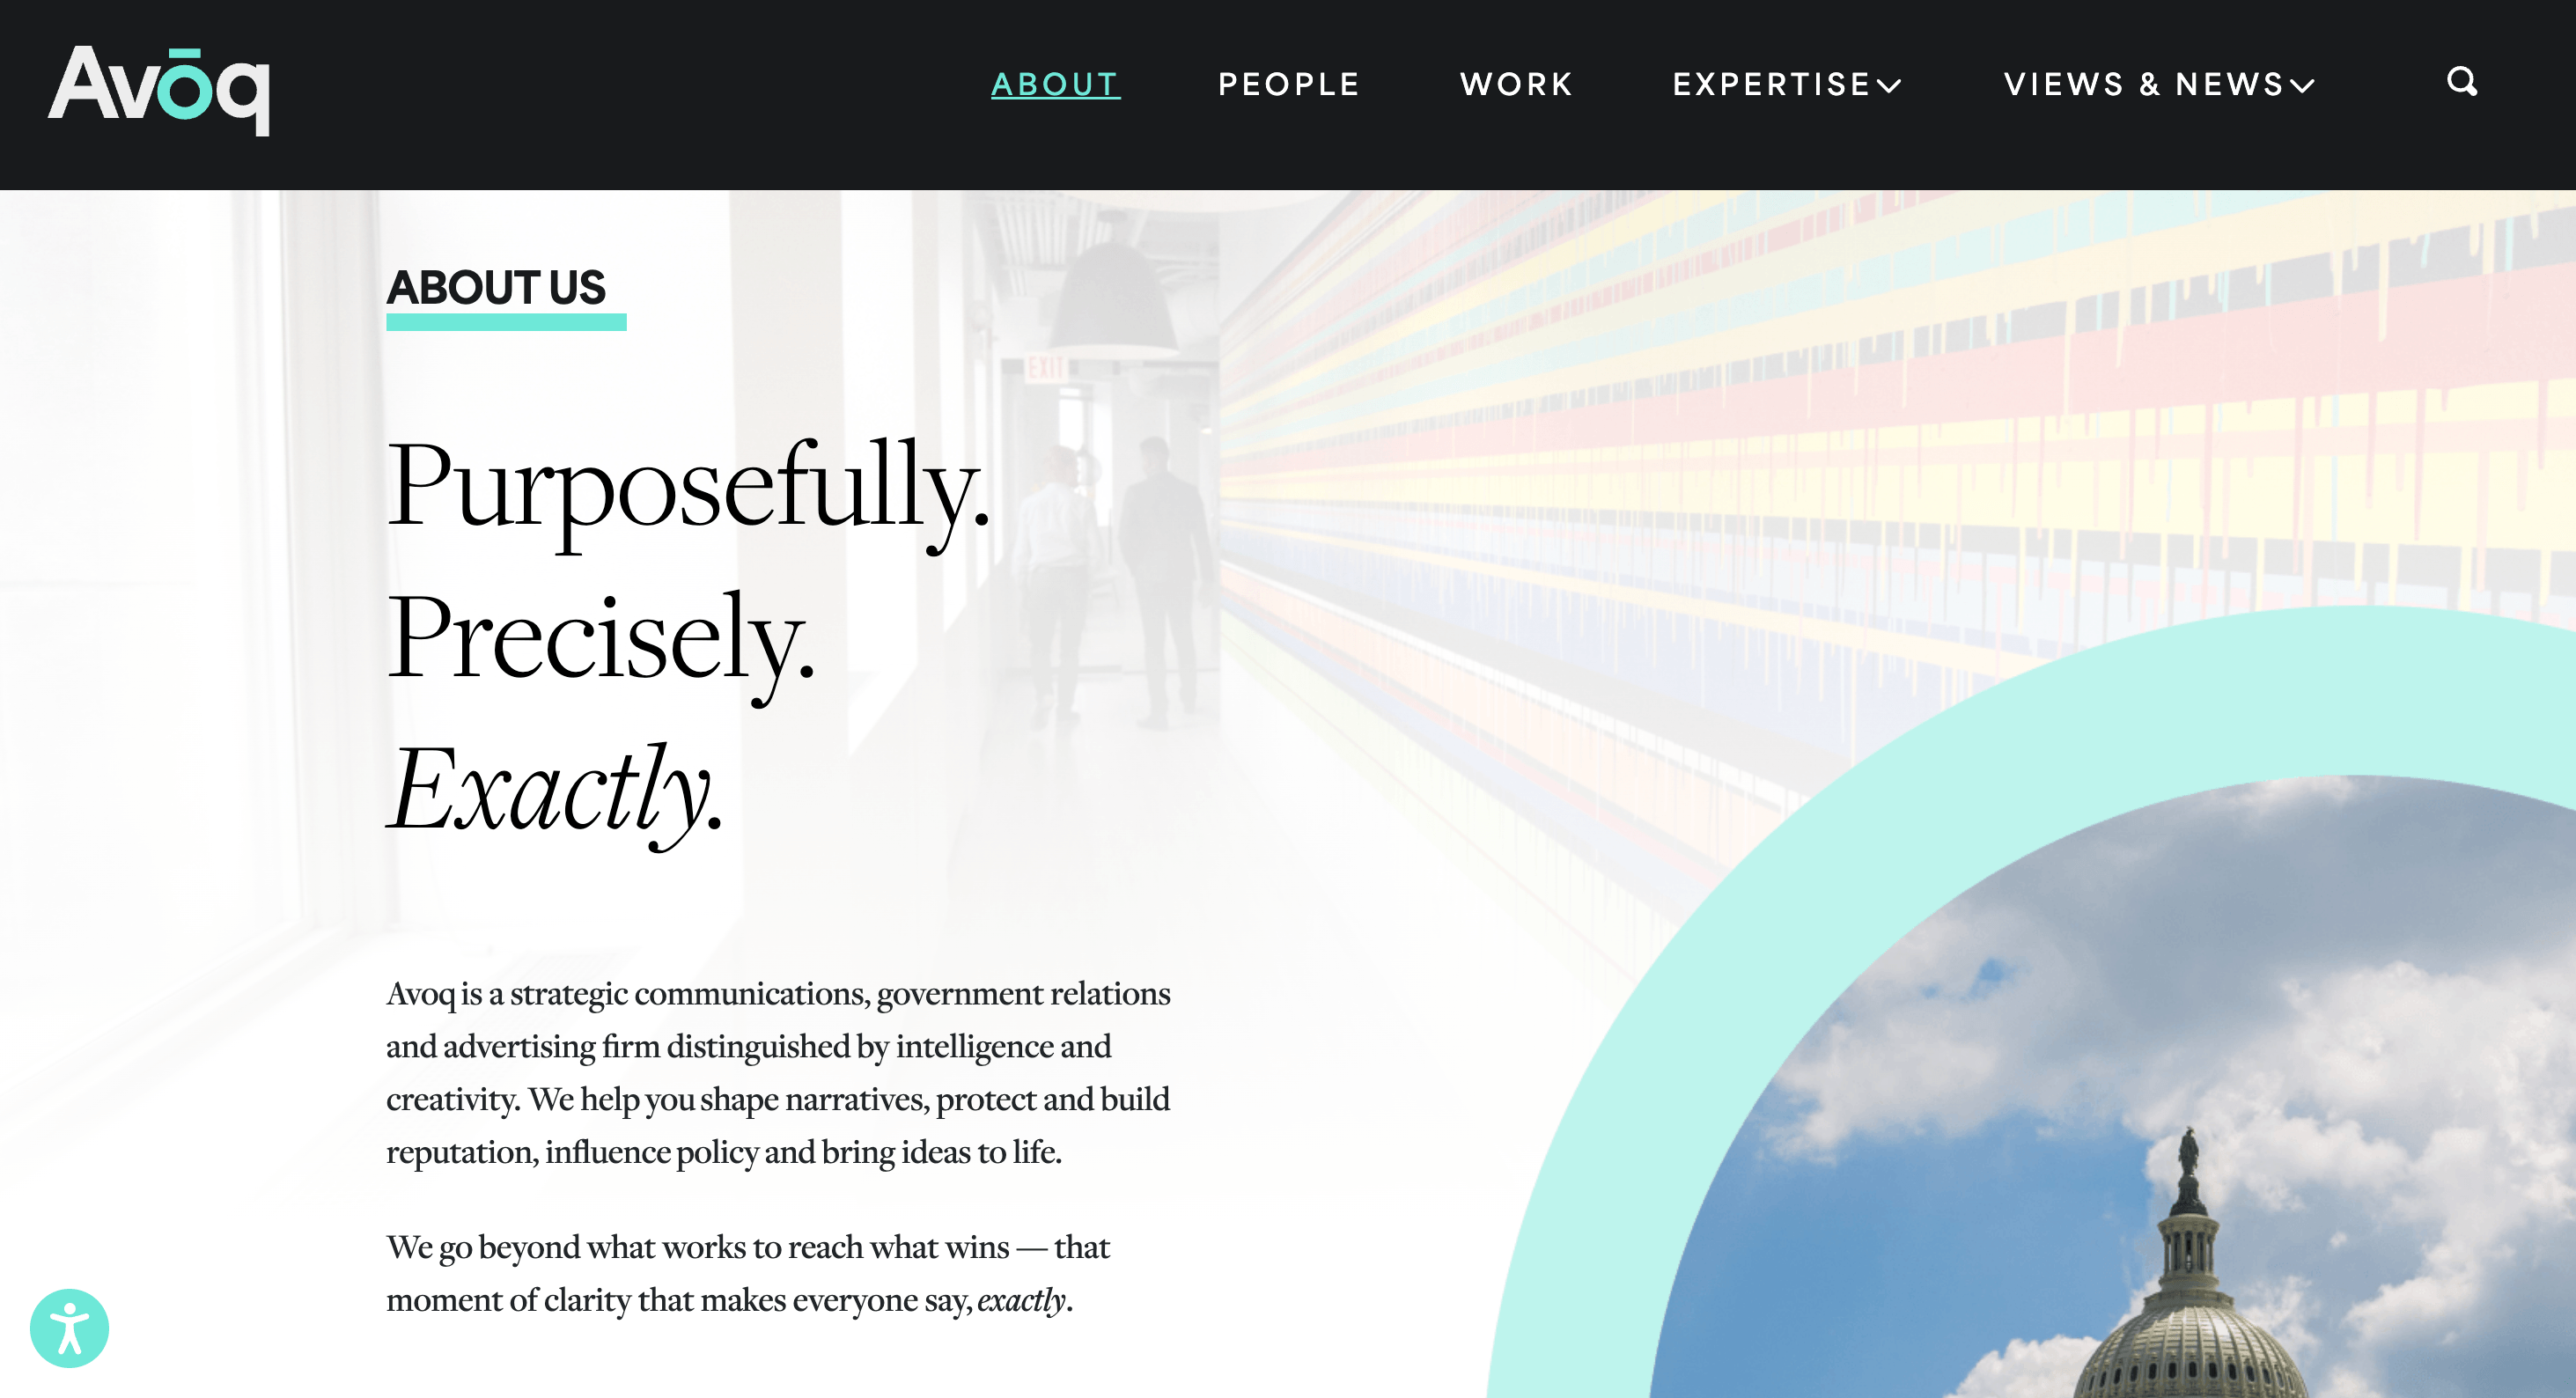 Avōq
ABOUT
PEOPLE
WORK
EXPERTISE
VIEWS & NEWS
ABOUT US
EXIT
Purposefully.
Precisely.
Exactly.
Avoq is a strategic communications, government relations
and advertising firm distinguished by intelligence and
creativity. We help you shape narratives, protect and build
reputation, influence policy and bring ideas to life.
We go beyond what works to reach what wins — that
moment of clarity that makes everyone say, exactly.